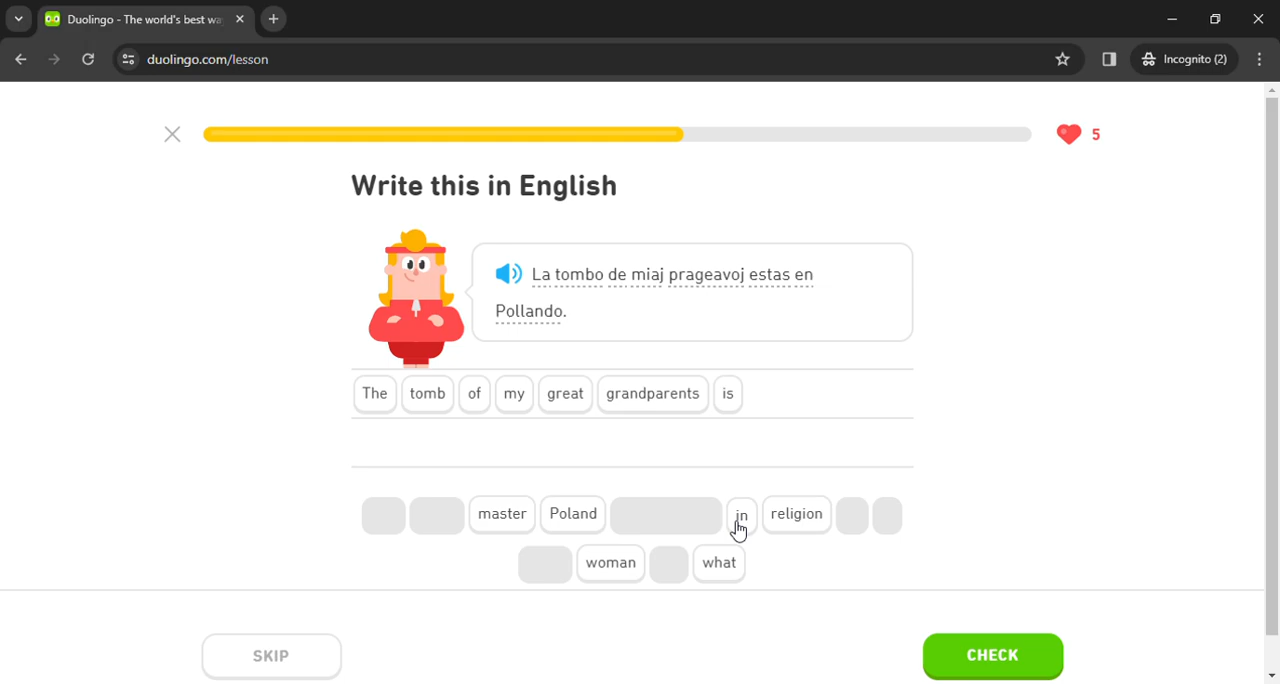 Duolingo - The world's best wa
duolingo.com/lesson
Incognito (2)
5
Write this in English
La tombo de miaj prageavoj estas en
Pollando.
The tomb of my great grandparents is
master Poland in religion
woman what
SKIP CHECK